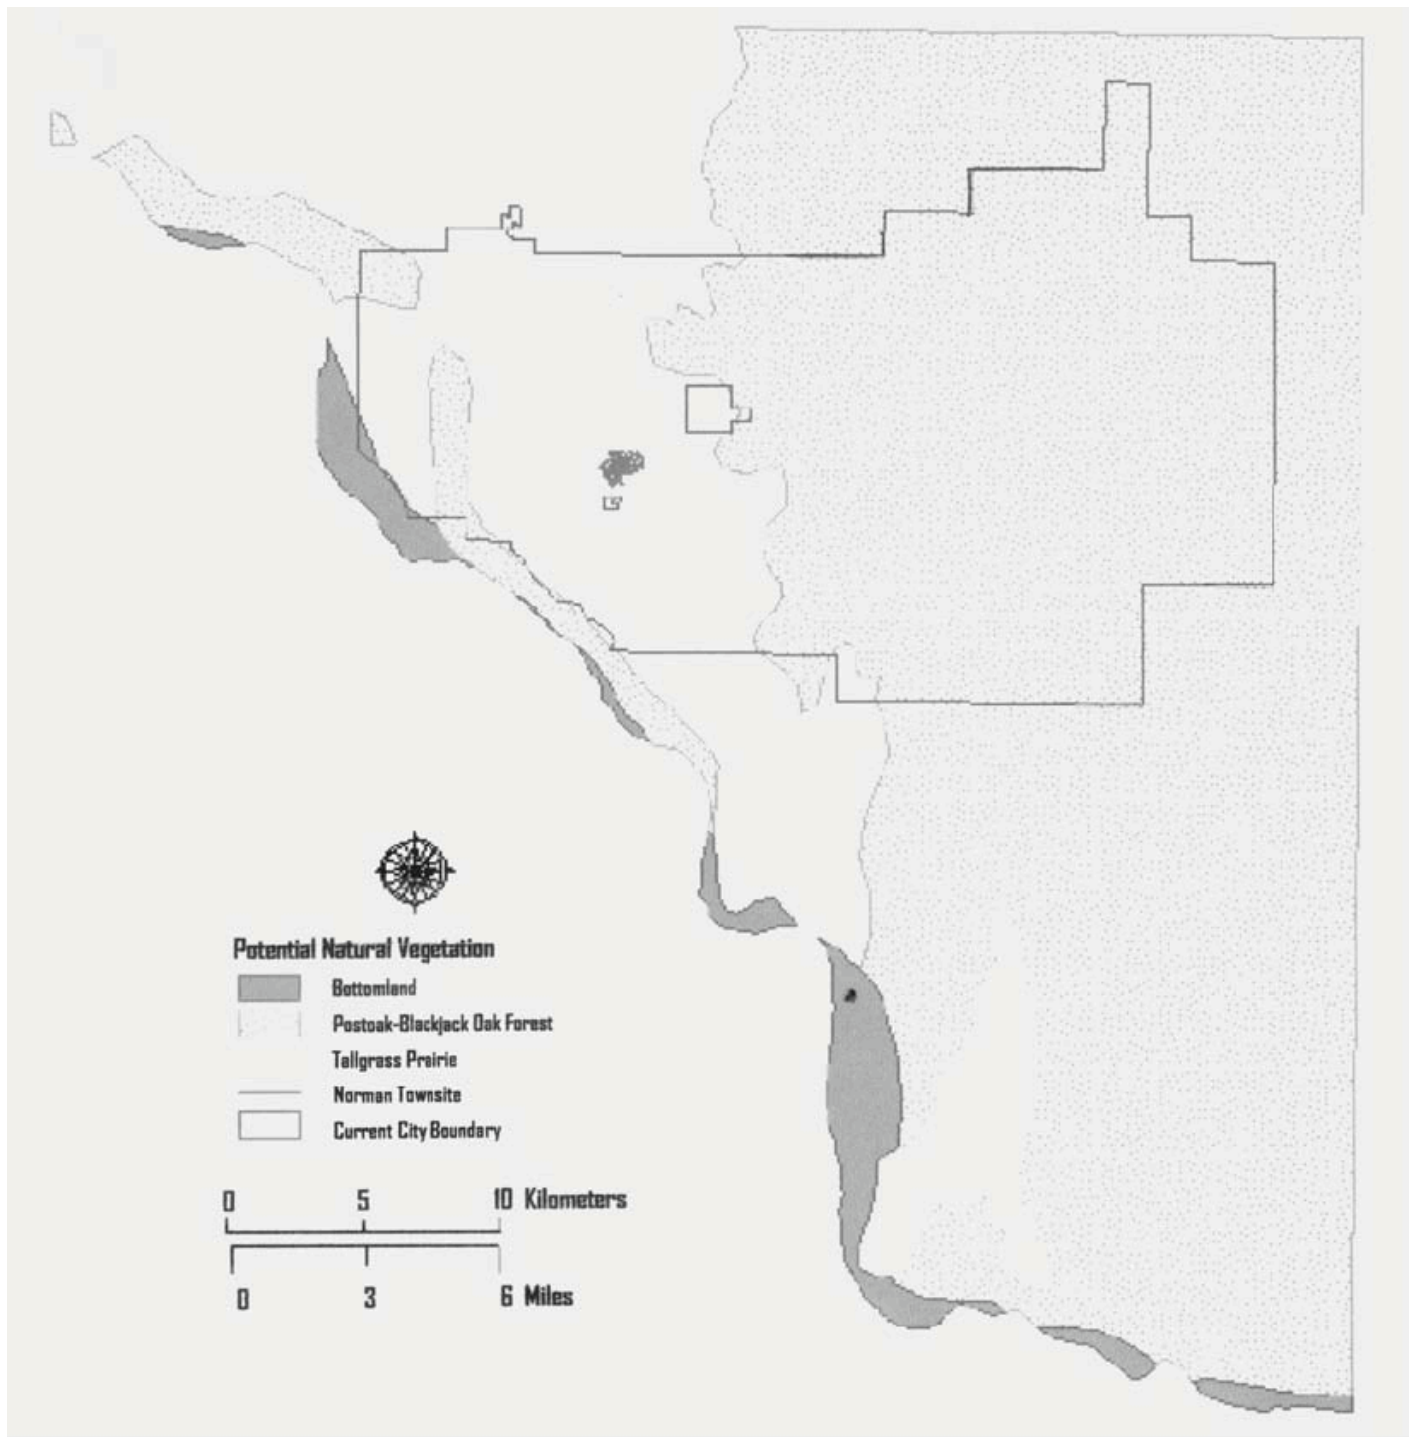 Potential Natural Vegetation
Bottomland
Postoak-Blackjack Oak Forest
Tallgrass Prairie
Norman Townsite
Current City Boundary
0 5 10 Kilometers
0 3 6 Miles